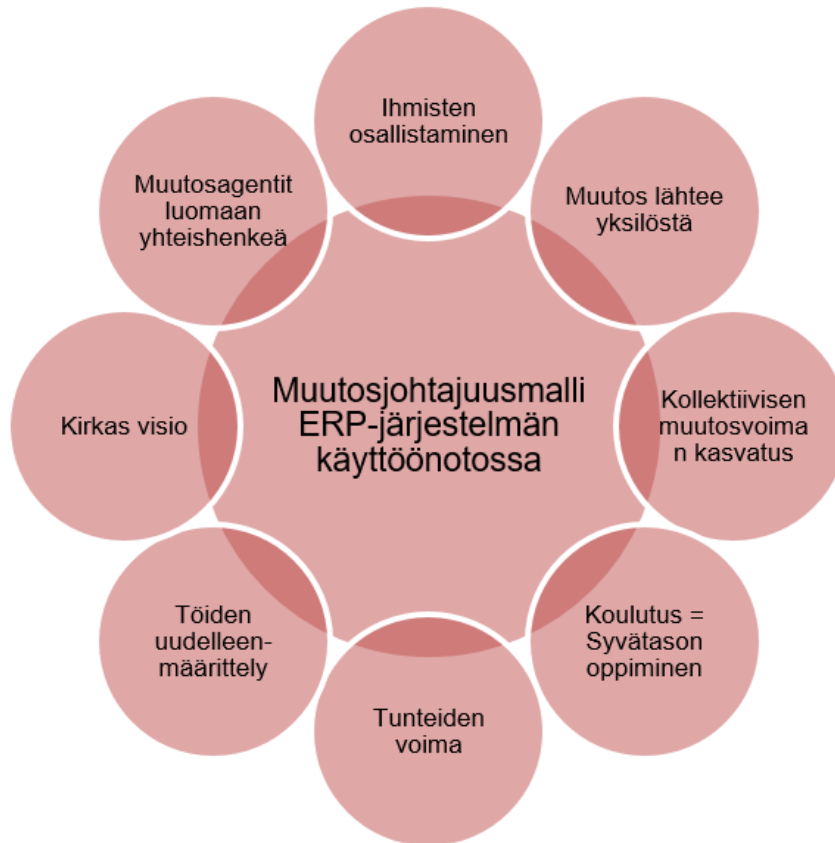 Ihmisten
osallistaminen
Muutos lähtee
yksilöstä
Kollektiivisen
muutosvoima
n kasvatus
Koulutus =
Syvätason
oppiminen
Tunteiden
voima
Töiden
uudelleen-
määrittely
Kirkas visio
Muutosagentit
luomaan
yhteishenkeä
Muutosjohtajuusmalli
ERP-järjestelmän
käyttöönotossa